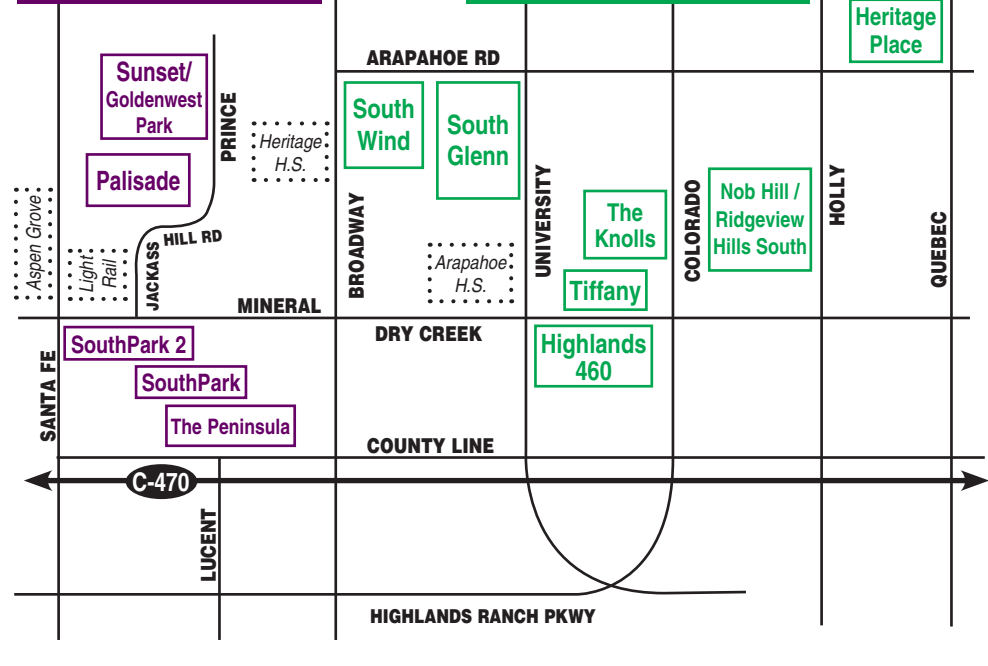 Heritage
Place
ARAPAHOE RD
Sunset/
Goldenwest
Park
PRINCE
Heritage
H.S.
South
Wind
South
Glenn
Palisade
UNIVERSITY
COLORADO
Nob Hill /
Ridgeview
Hills South
HOLLY
QUEBEC
Aspen Grove
Light
Rail
JACKASS
HILL RD
BROADWAY
Arapahoe
H.S.
The
Knolls
Tiffany
MINERAL
DRY CREEK
SANTA FE
SouthPark 2
SouthPark
The Peninsula
Highlands
460
COUNTY LINE
C-470
LUCENT
HIGHLANDS RANCH PKWY